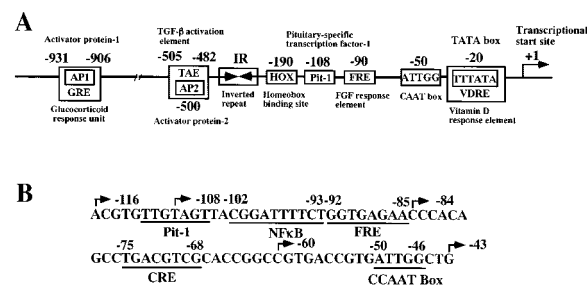 A
Activator protein-1
-931 -906
AP1
GRE
Glucocorticoid
response unit
TGF-β activation
element
-505 -482
TAE
AP2
-500
Activator protein-2
IR
Inverted
repeat
Pituitary-specific
transcription factor-1
-190 -108 -90
HOX Pit-1 FRE
Homeobox
binding site
FGF response
element
-50
ATTGG
CAAT box
TATA box
-20
TTTATA
VDRE
Vitamin D
response element
Transcriptional
start site
+1
B
-116 -108 -102 -93 -92 -85 -84
ACGTGTTGTAGTTACGGATTTTCTGGTGAGAACCCACA
Pit-1 NFκB FRE
-75 -68 -60 -50 -46 -43
GCCTGACGTCGCACCGGCCGTGACCGTGATTGGCTG
CRE CCAAT Box